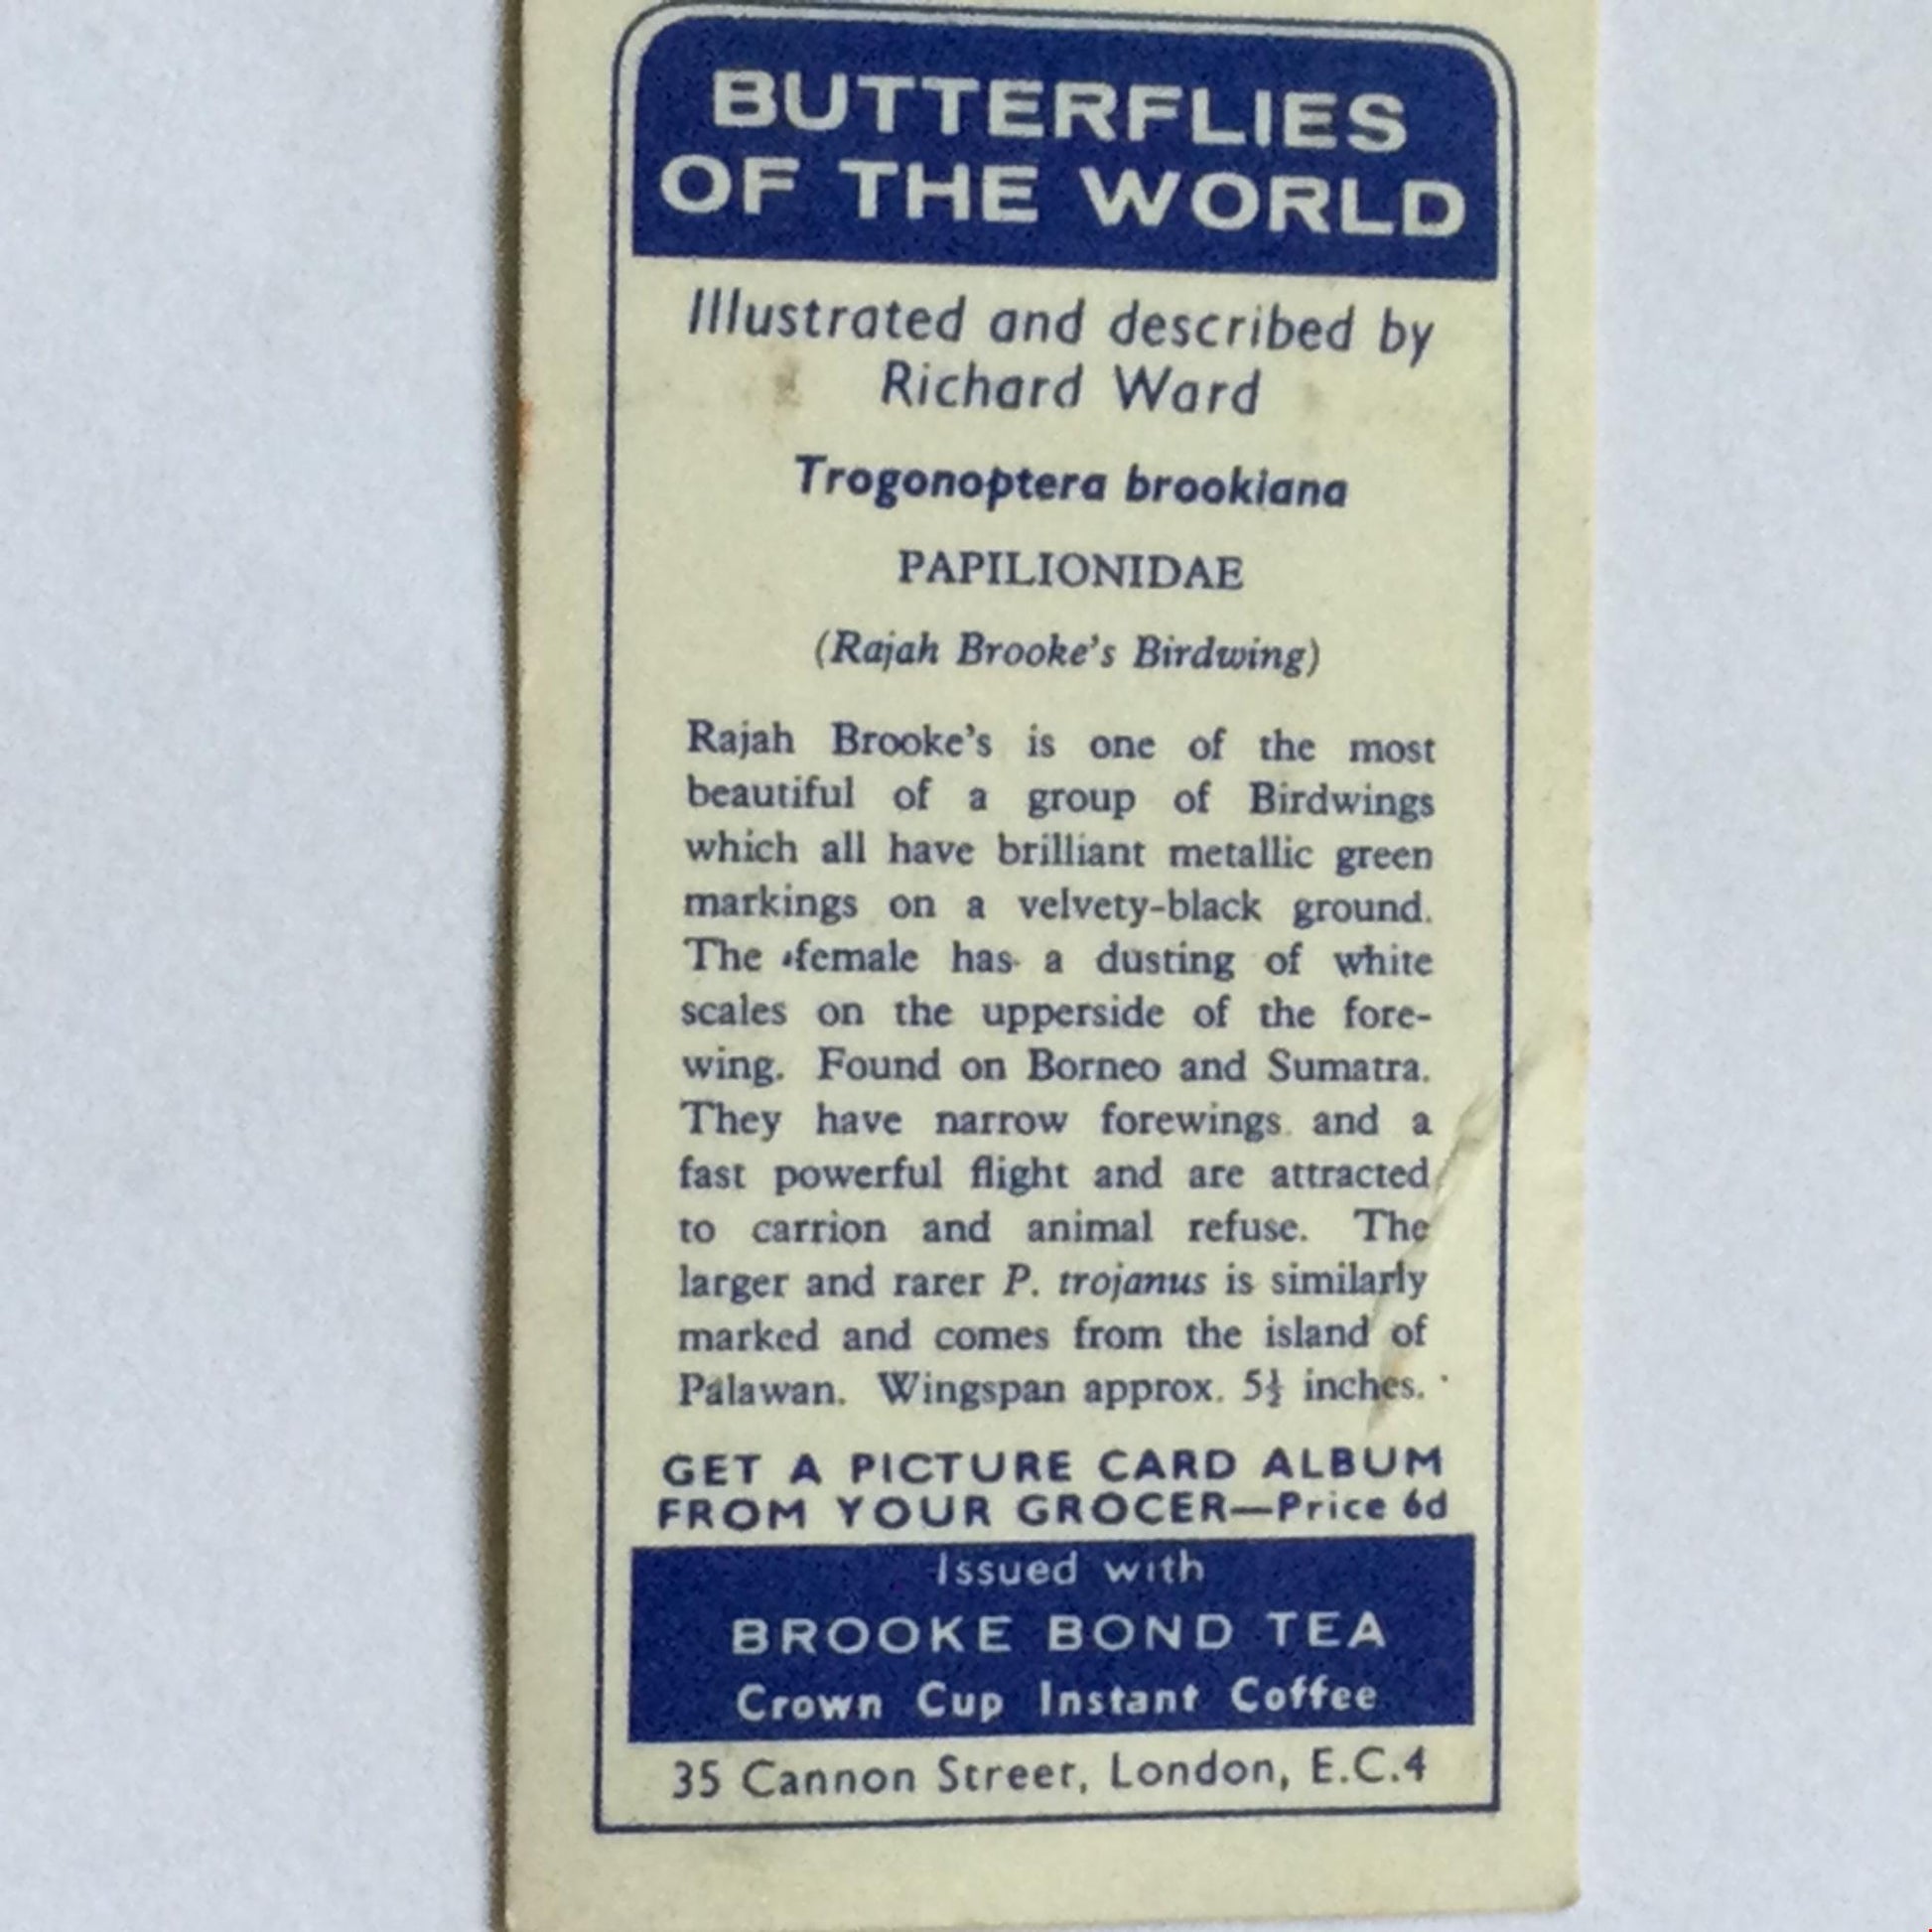 BUTTERFLIES
OF THE WORLD
Illustrated and described by
Richard Ward
Trogonoptera brookiana
PAPILIONIDAE
(Rajah Brooke's Birdwing)
Rajah Brooke's is one of the most
beautiful of a group of Birdwings
which all have brilliant metallic green
markings on a velvety-black ground.
The female has a dusting of white
scales on the upperside of the fore-
wing. Found on Borneo and Sumatra.
They have narrow forewings and a
fast powerful flight and are attracted
to carrion and animal refuse. The
larger and rarer P. trojanus is similarly
marked and comes from the island of
Palawan. Wingspan approx. 5½ inches.
GET A PICTURE CARD ALBUM
FROM YOUR GROCER—Price 6d
Issued with
BROOKE BOND TEA
Crown Cup Instant Coffee
35 Cannon Street, London, E.C.4